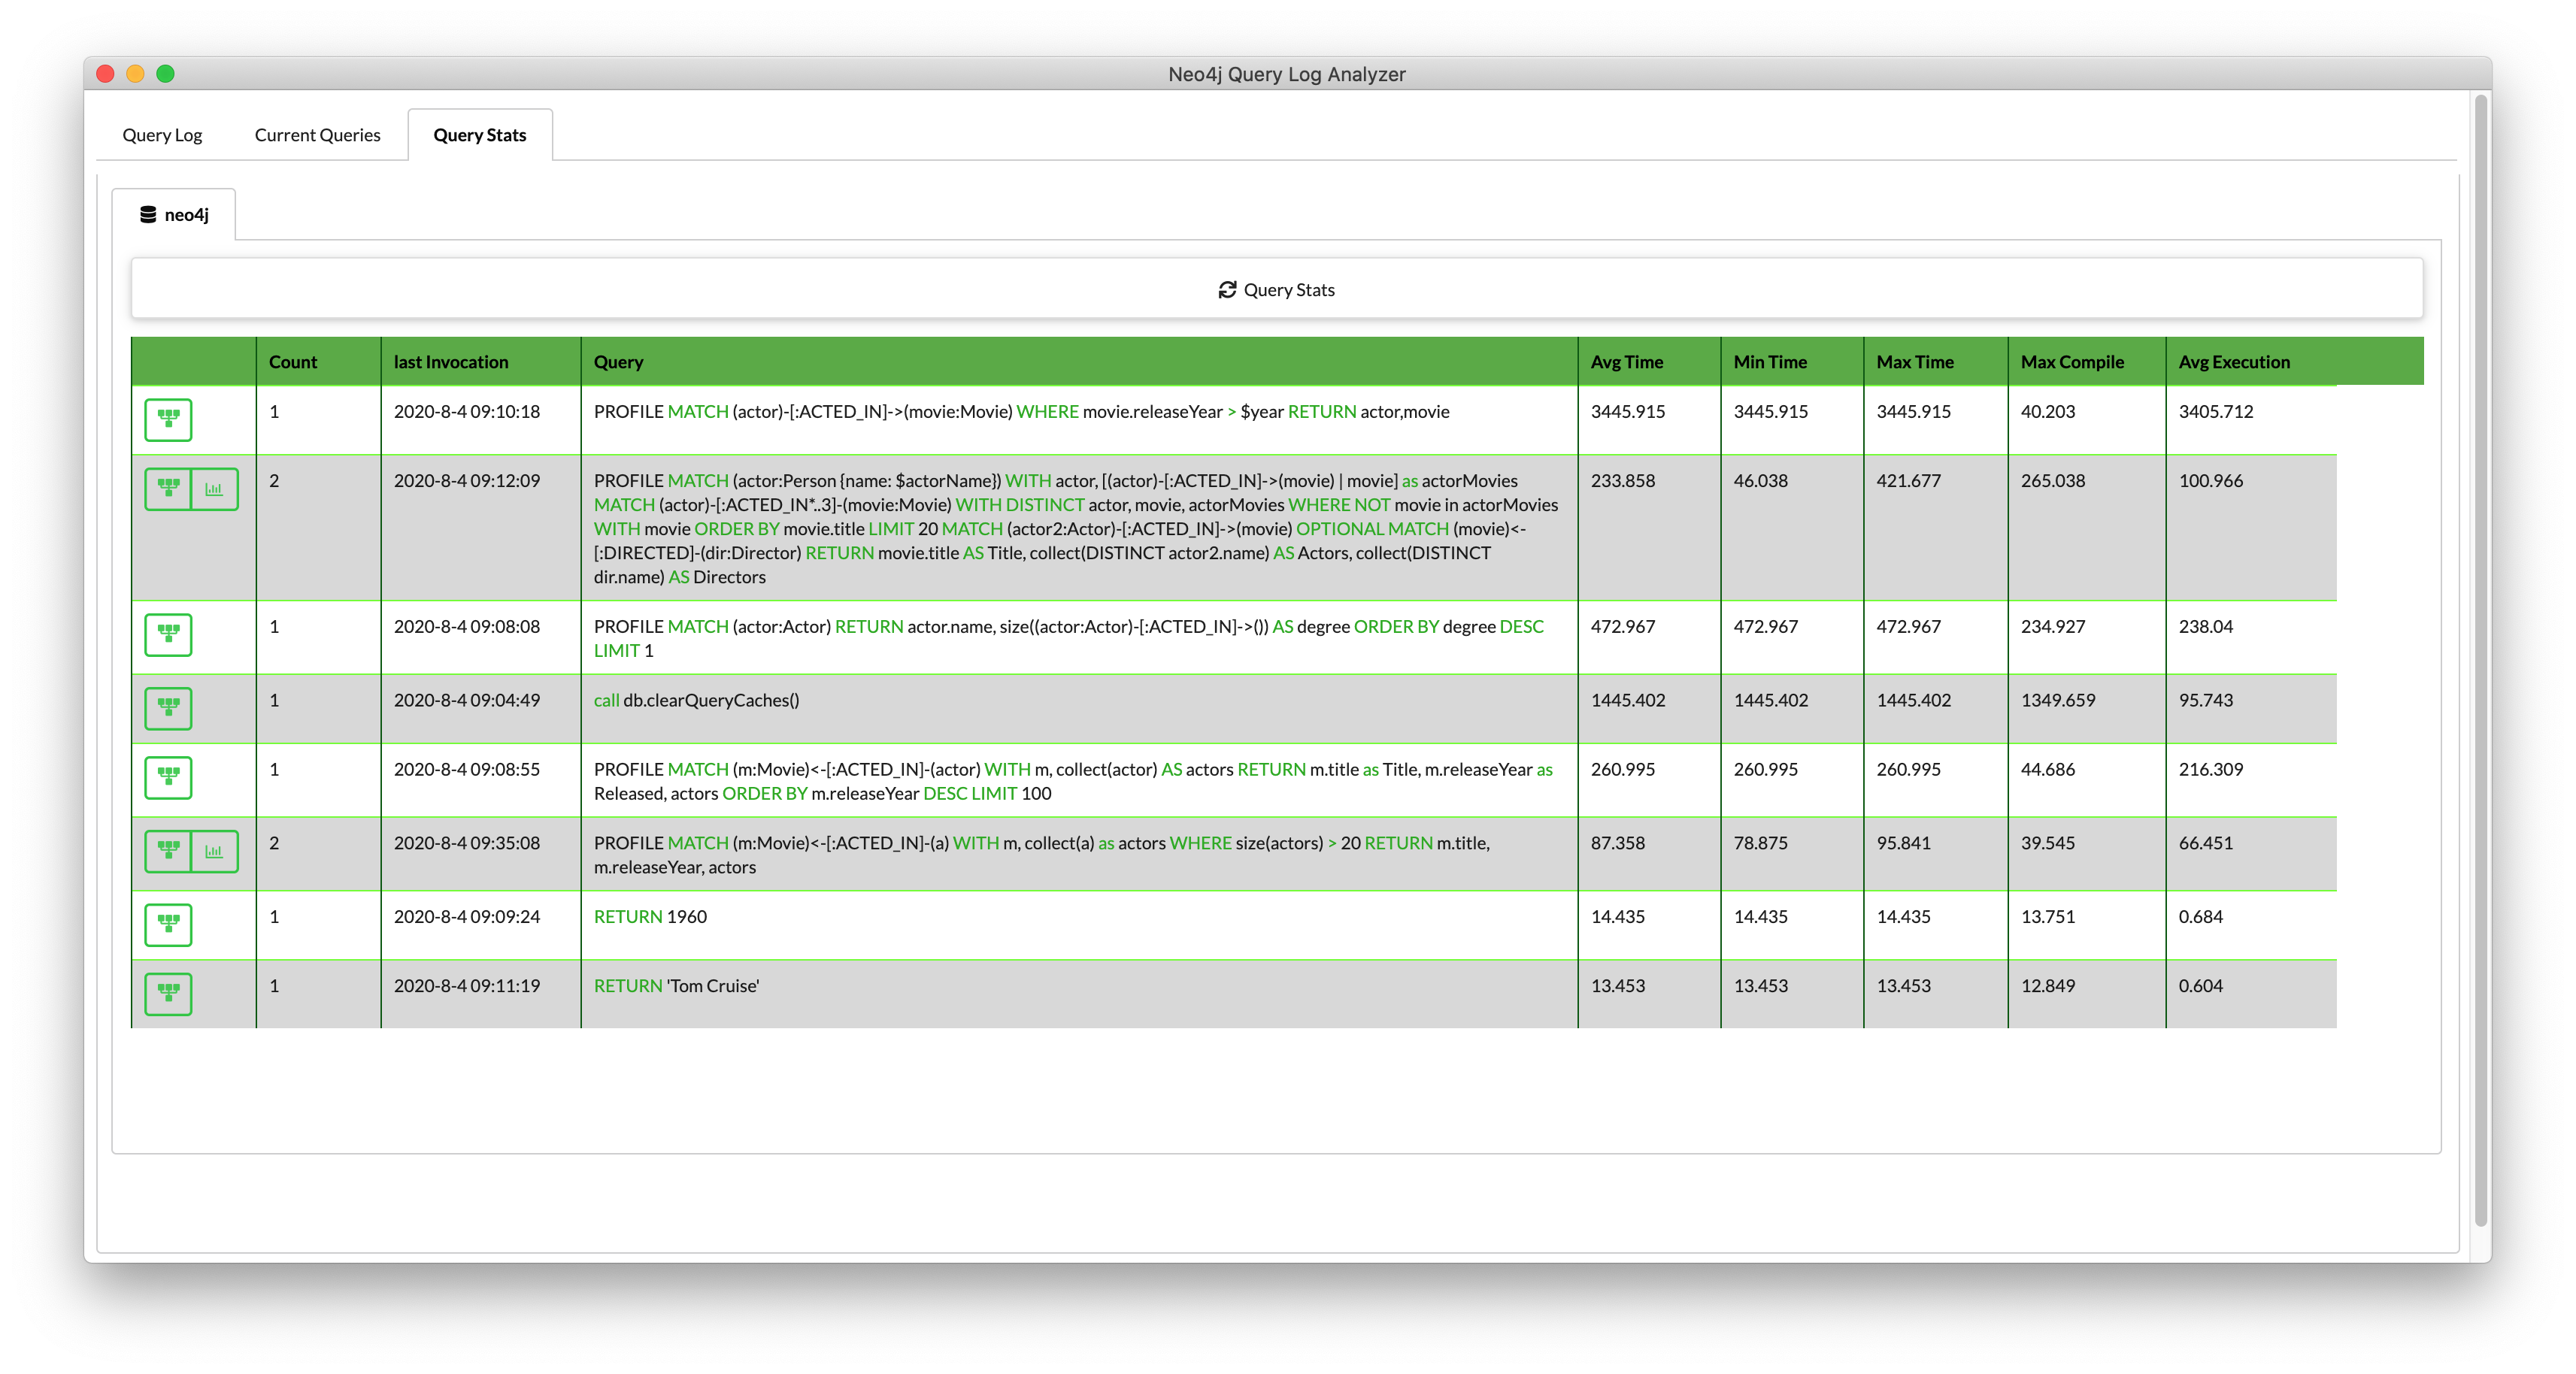 Neo4j Query Log Analyzer
Query Log Current Queries Query Stats
neo4j
Query Stats
Count last Invocation Query Avg Time Min Time Max Time Max Compile Avg Execution
1 2020-8-4 09:10:18 PROFILE MATCH (actor)-[:ACTED_IN]->(movie:Movie) WHERE movie.releaseYear > $year RETURN actor,movie 3445.915 3445.915 3445.915 40.203 3405.712
2 2020-8-4 09:12:09 PROFILE MATCH (actor:Person {name: $actorName}) WITH actor, [(actor)-[:ACTED_IN]->(movie) | movie] as actorMovies 233.858 46.038 421.677 265.038 100.966
MATCH (actor)-[:ACTED_IN*..3]-(movie:Movie) WITH DISTINCT actor, movie, actorMovies WHERE NOT movie in actorMovies
WITH movie ORDER BY movie.title LIMIT 20 MATCH (actor2:Actor)-[:ACTED_IN]->(movie) OPTIONAL MATCH (movie)<-
[:DIRECTED]-(dir:Director) RETURN movie.title AS Title, collect(DISTINCT actor2.name) AS Actors, collect(DISTINCT
dir.name) AS Directors
1 2020-8-4 09:08:08 PROFILE MATCH (actor:Actor) RETURN actor.name, size((actor:Actor)-[:ACTED_IN]->()) AS degree ORDER BY degree DESC 472.967 472.967 472.967 234.927 238.04
LIMIT 1
1 2020-8-4 09:04:49 call db.clearQueryCaches() 1445.402 1445.402 1445.402 1349.659 95.743
1 2020-8-4 09:08:55 PROFILE MATCH (m:Movie)<-[:ACTED_IN]-(actor) WITH m, collect(actor) AS actors RETURN m.title as Title, m.releaseYear as 260.995 260.995 260.995 44.686 216.309
Released, actors ORDER BY m.releaseYear DESC LIMIT 100
2 2020-8-4 09:35:08 PROFILE MATCH (m:Movie)<-[:ACTED_IN]-(a) WITH m, collect(a) as actors WHERE size(actors) > 20 RETURN m.title, 87.358 78.875 95.841 39.545 66.451
m.releaseYear, actors
1 2020-8-4 09:09:24 RETURN 1960 14.435 14.435 14.435 13.751 0.684
1 2020-8-4 09:11:19 RETURN 'Tom Cruise' 13.453 13.453 13.453 12.849 0.604